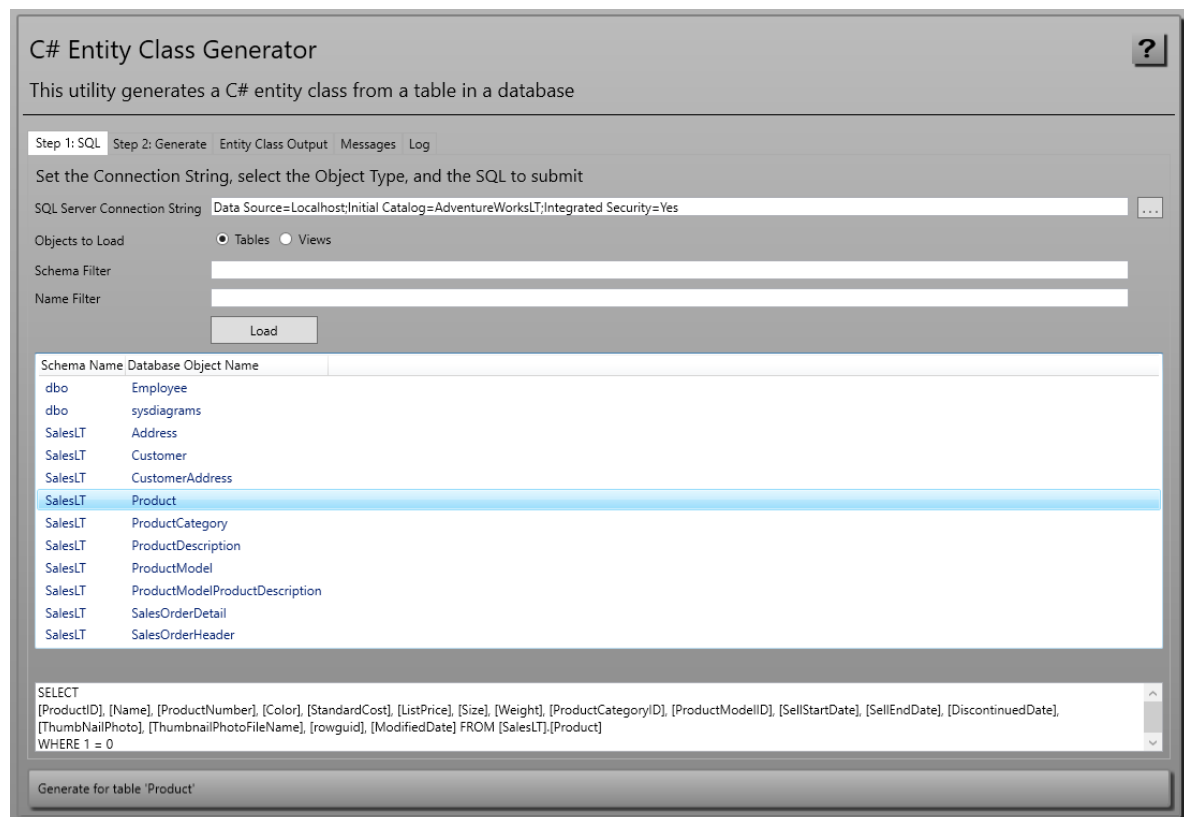 C# Entity Class Generator
?
This utility generates a C# entity class from a table in a database
Step 1: SQL Step 2: Generate Entity Class Output Messages Log
Set the Connection String, select the Object Type, and the SQL to submit
SQL Server Connection String Data Source=Localhost;Initial Catalog=AdventureWorksLT;Integrated Security=Yes ...
Objects to Load Tables Views
Schema Filter
Name Filter
Load
Schema Name Database Object Name
dbo Employee
dbo sysdiagrams
SalesLT Address
SalesLT Customer
SalesLT CustomerAddress
SalesLT Product
SalesLT ProductCategory
SalesLT ProductDescription
SalesLT ProductModel
SalesLT ProductModelProductDescription
SalesLT SalesOrderDetail
SalesLT SalesOrderHeader
SELECT
[ProductID], [Name], [ProductNumber], [Color], [StandardCost], [ListPrice], [Size], [Weight], [ProductCategoryID], [ProductModelID], [SellStartDate], [SellEndDate], [DiscontinuedDate],
[ThumbNailPhoto], [ThumbnailPhotoFileName], [rowguid], [ModifiedDate] FROM [SalesLT].[Product]
WHERE 1 = 0
Generate for table 'Product'